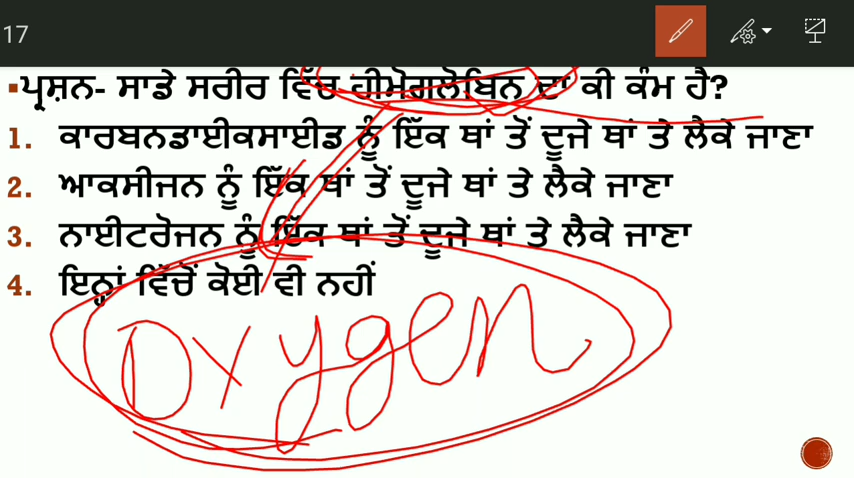 17
▪ਪ੍ਰਸ਼ਨ- ਸਾਡੇ ਸਰੀਰ ਵਿੱਚ ਹੀਮੋਗਲੋਬਿਨ ਦਾ ਕੀ ਕੰਮ ਹੈ?
1. ਕਾਰਬਨਡਾਈਕਸਾਈਡ ਨੂੰ ਇੱਕ ਥਾਂ ਤੋਂ ਦੂਜੇ ਥਾਂ ਤੇ ਲੈਕੇ ਜਾਣਾ
2. ਆਕਸੀਜਨ ਨੂੰ ਇੱਕ ਥਾਂ ਤੋਂ ਦੂਜੇ ਥਾਂ ਤੇ ਲੈਕੇ ਜਾਣਾ
3. ਨਾਈਟਰੋਜਨ ਨੂੰ ਇੱਕ ਥਾਂ ਤੋਂ ਦੂਜੇ ਥਾਂ ਤੇ ਲੈਕੇ ਜਾਣਾ
4. ਇਨ੍ਹਾਂ ਵਿੱਚੋਂ ਕੋਈ ਵੀ ਨਹੀਂ
Oxygen